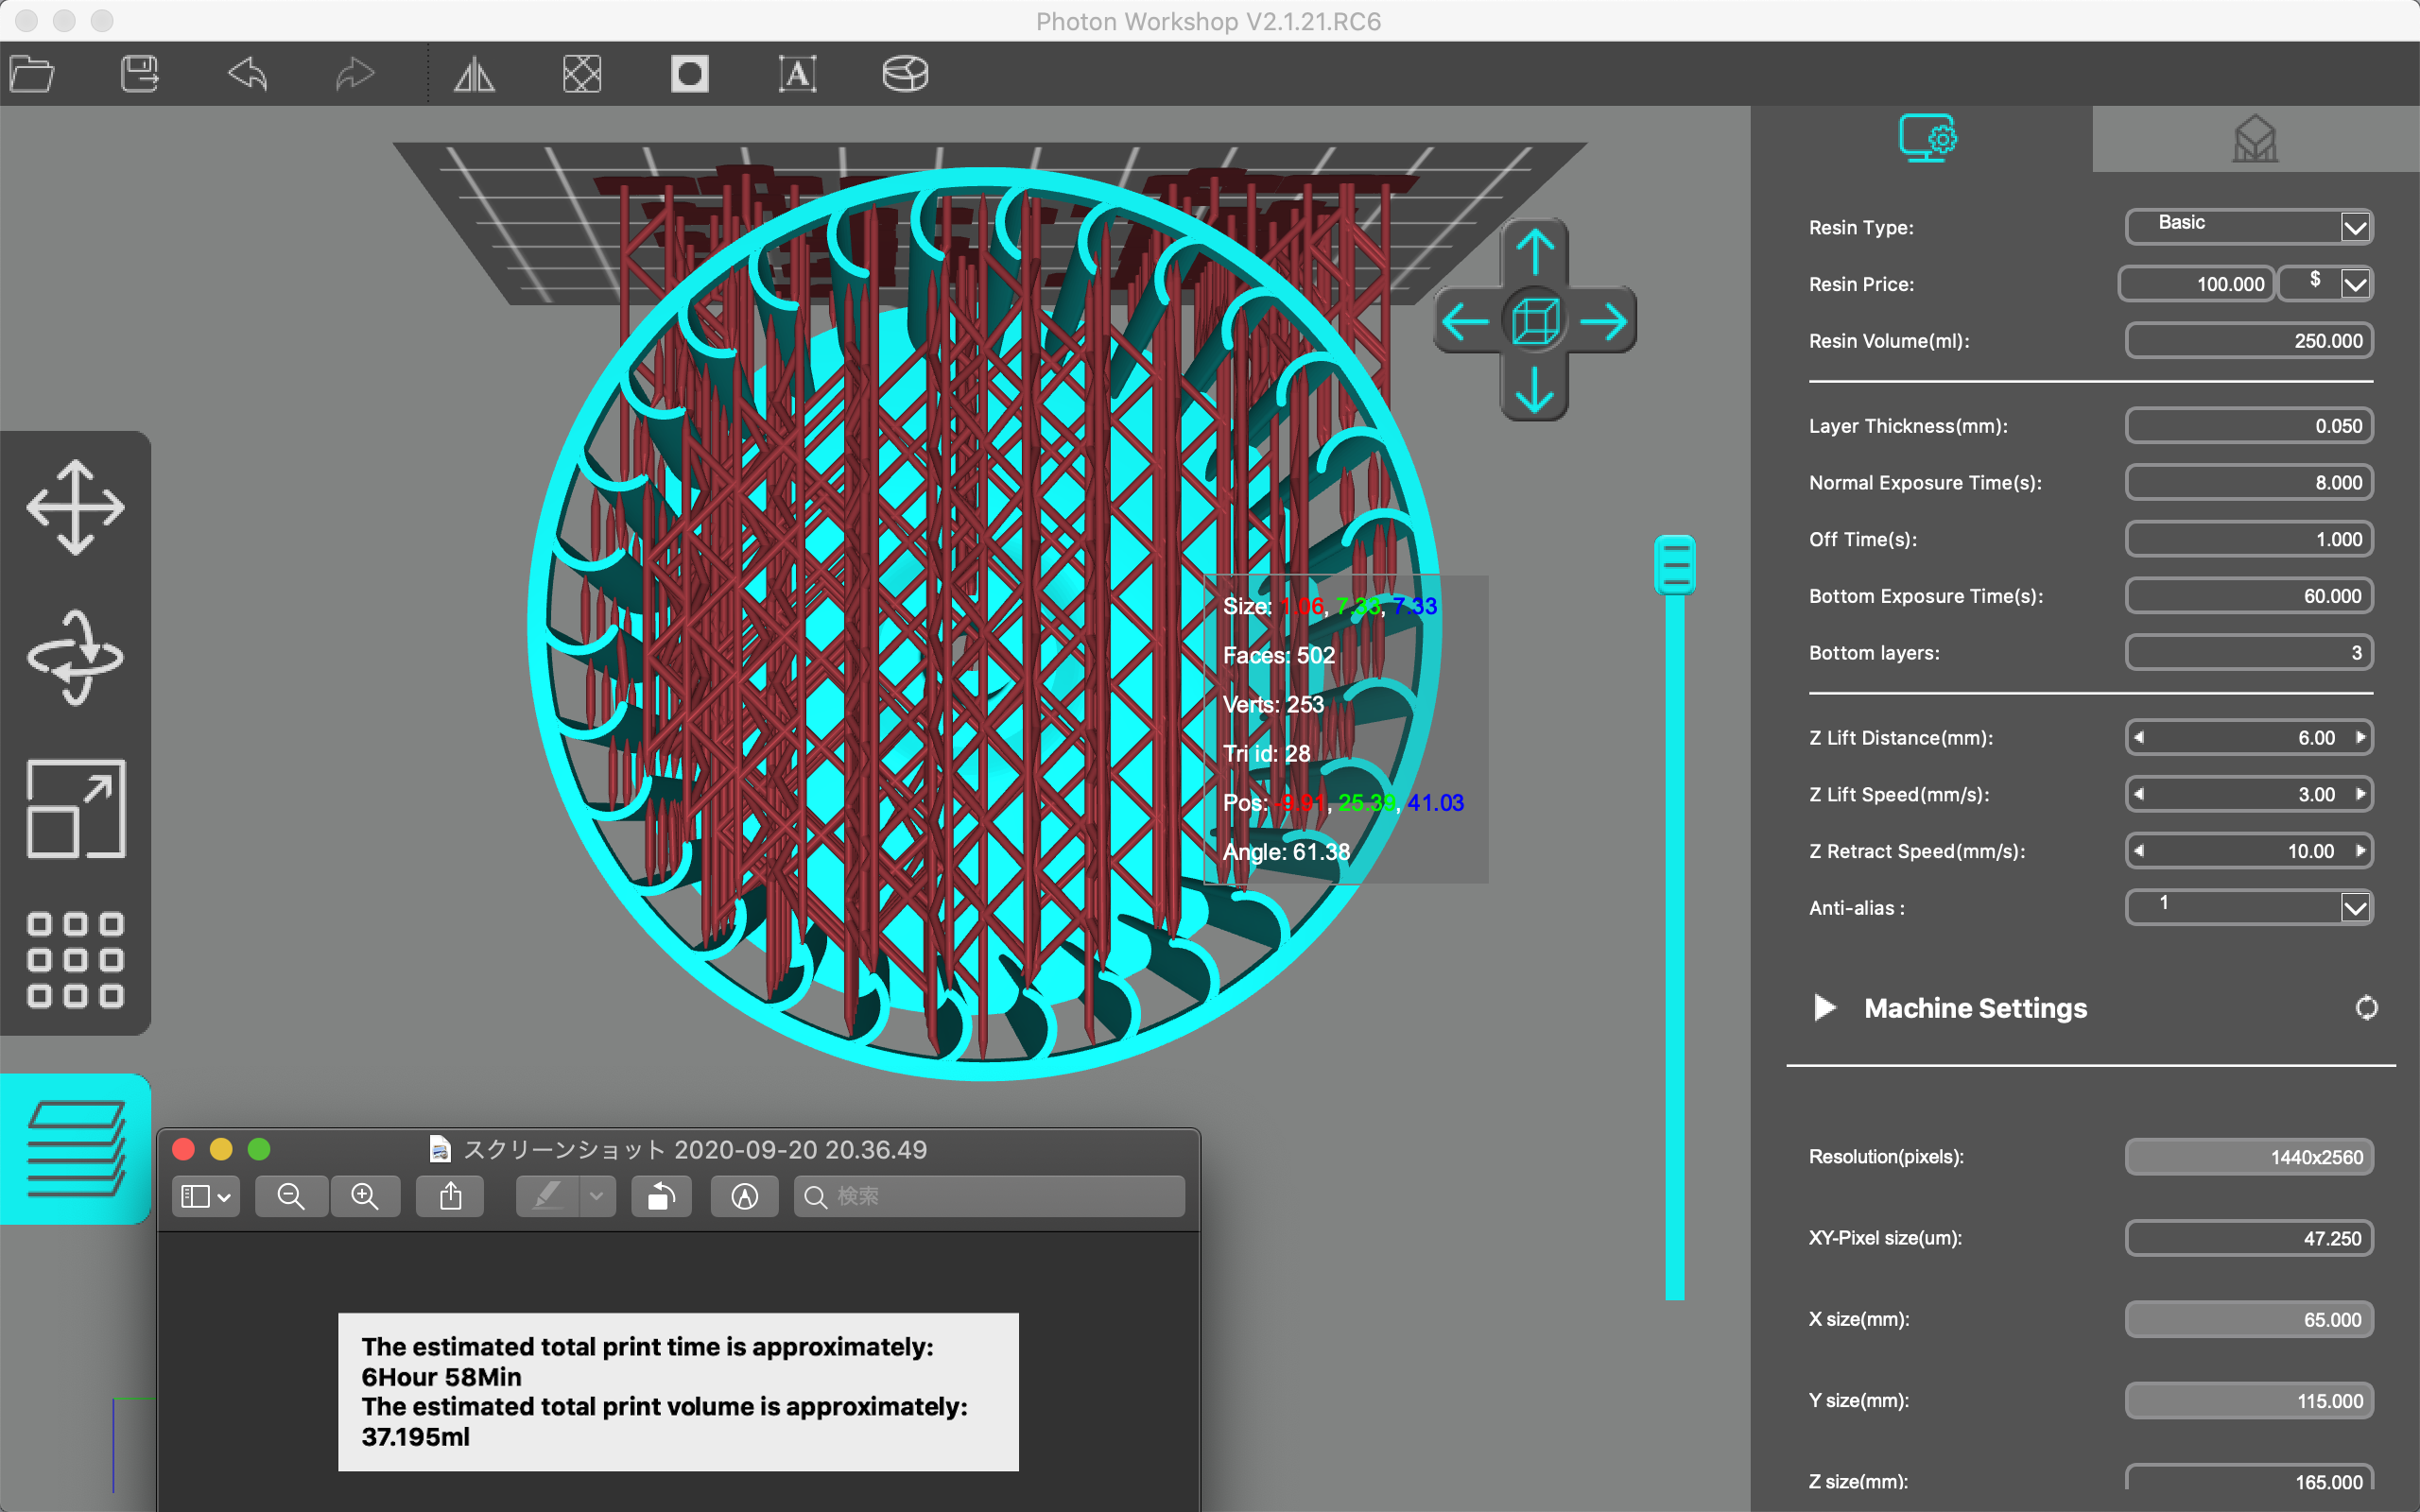 Photon Workshop V2.1.21.RC6
A
Resin Type: Basic
Resin Price: 100.000 $
Resin Volume(ml): 250.000
Layer Thickness(mm): 0.050
Normal Exposure Time(s): 8.000
Off Time(s): 1.000
Bottom Exposure Time(s): 60.000
Bottom layers: 3
Z Lift Distance(mm): 6.00
Z Lift Speed(mm/s): 3.00
Z Retract Speed(mm/s): 10.00
Anti-alias : 1
Machine Settings
Resolution(pixels): 1440x2560
XY-Pixel size(um): 47.250
X size(mm): 65.000
Y size(mm): 115.000
Z size(mm): 165.000
Size: 1.06, 7.33, 7.33
Faces: 502
Verts: 253
Tri id: 28
Pos: -9.91, 25.39, 41.03
Angle: 61.38
スクリーンショット 2020-09-20 20.36.49
検索
The estimated total print time is approximately:
6Hour 58Min
The estimated total print volume is approximately:
37.195ml